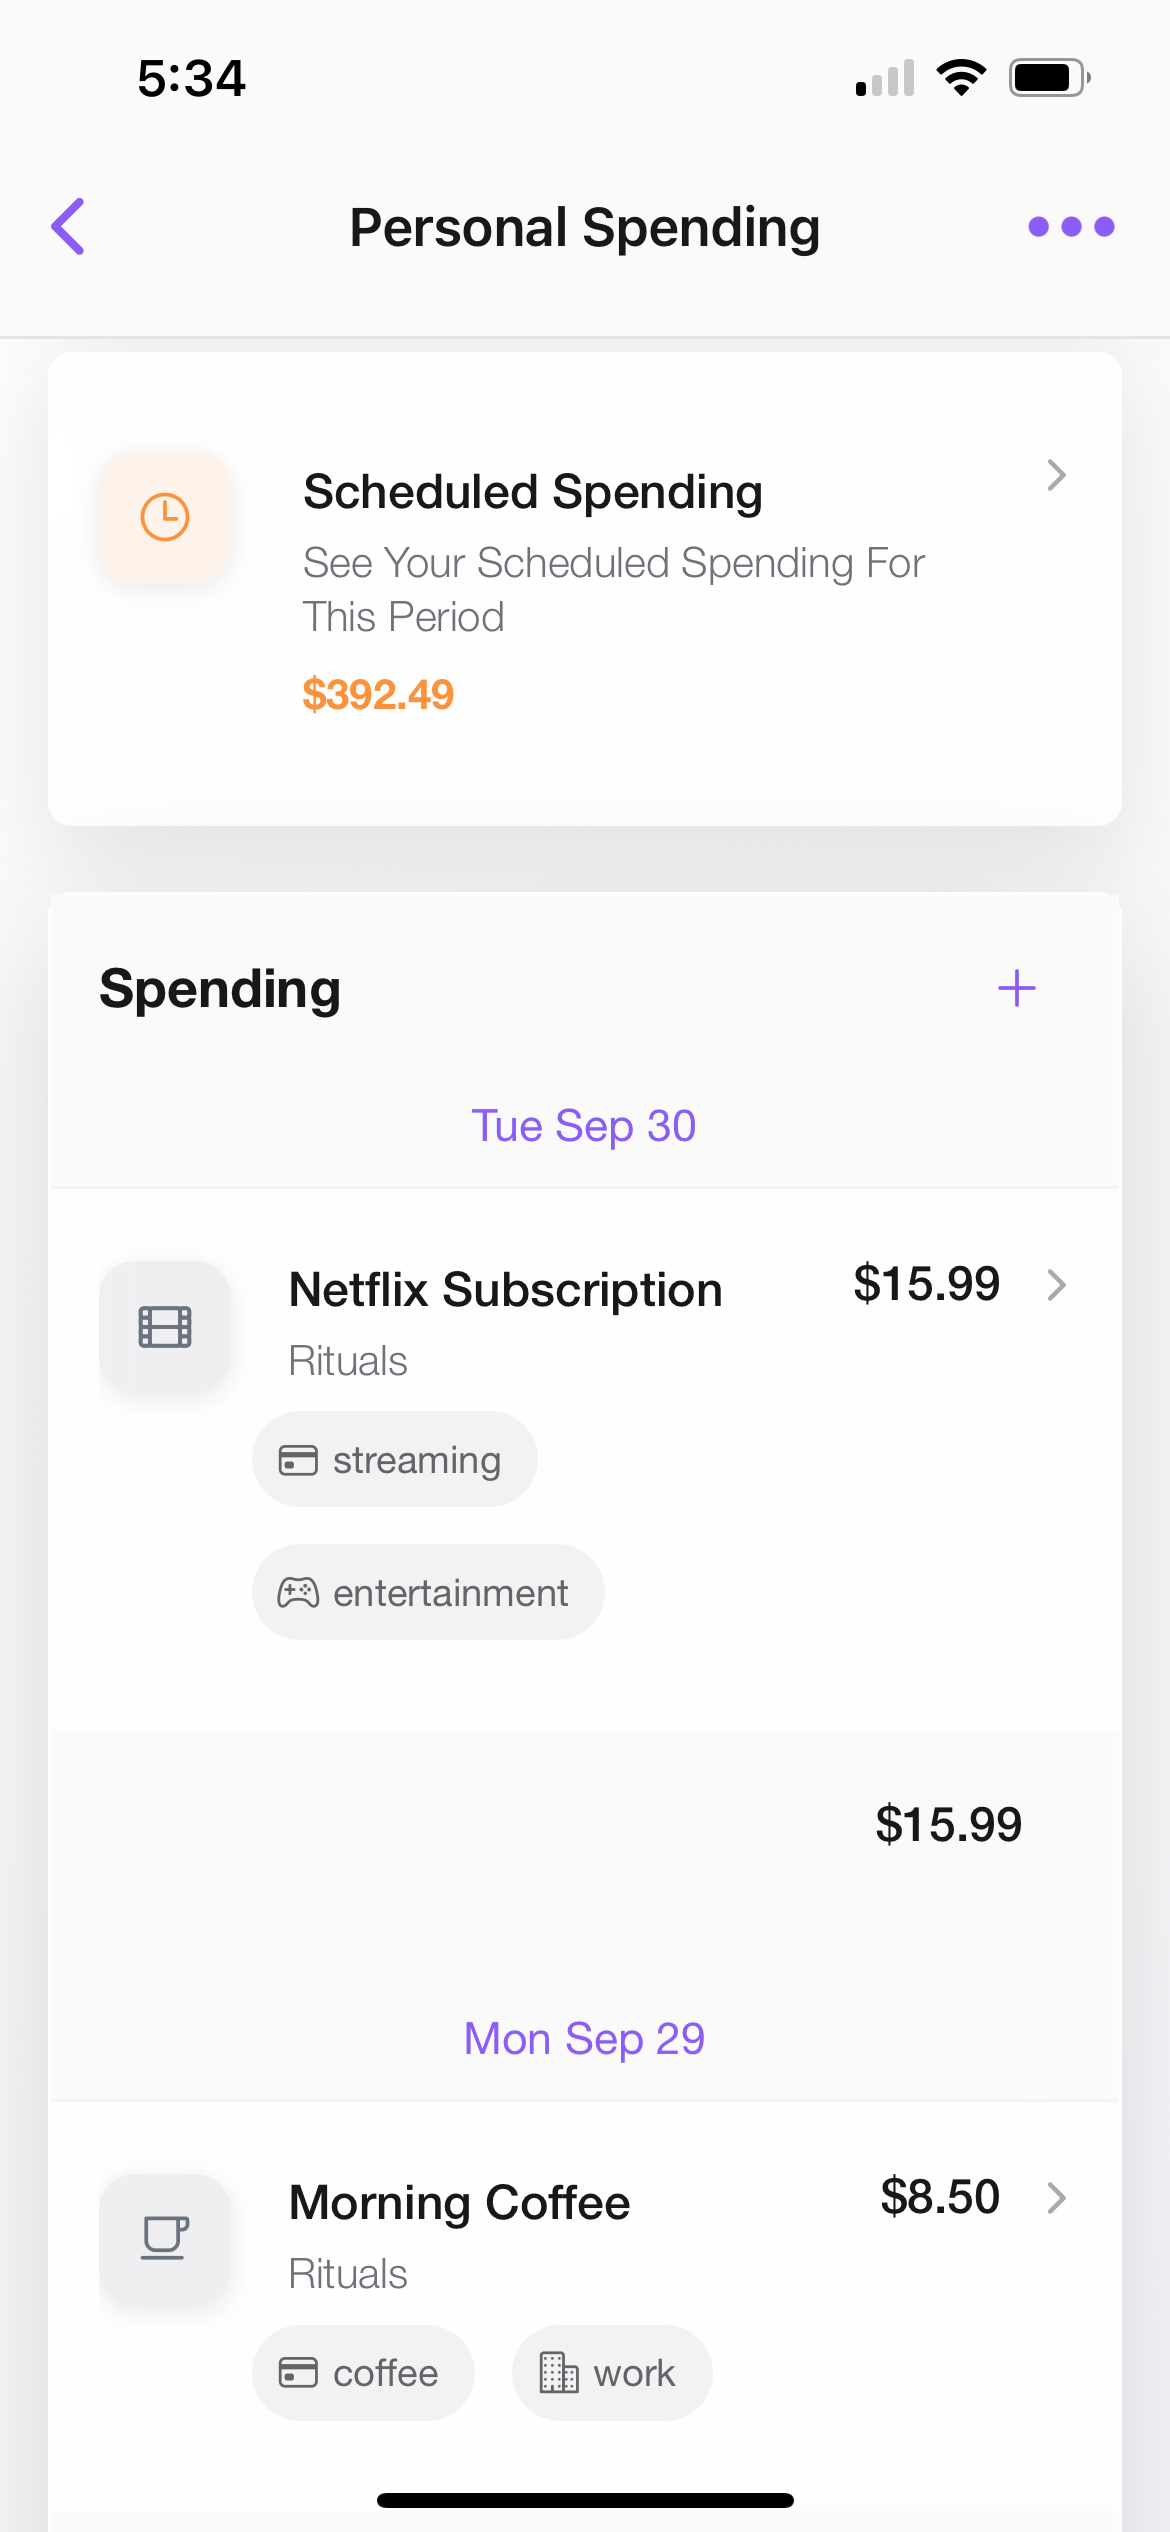 5:34
Personal Spending
Scheduled Spending
See Your Scheduled Spending For
This Period
$392.49
Spending
Tue Sep 30
Netflix Subscription
$15.99
Rituals
streaming
entertainment
$15.99
Mon Sep 29
Morning Coffee
$8.50
Rituals
coffee
work